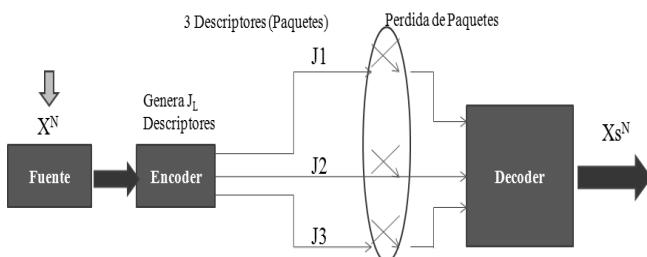 3 Descriptores (Paquetes)
Perdida de Paquetes
J1
Genera J_L
Descriptores
X^N
Fuente
Encoder
J2
Decoder
Xs^N
J3